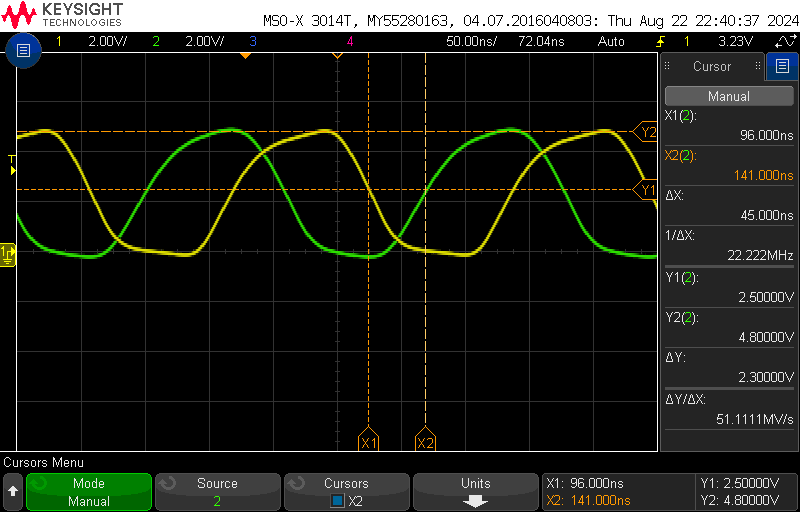 KEYSIGHT
TECHNOLOGIES
MSO-X 3014T, MY55280163, 04.07.2016040803: Thu Aug 22 22:40:37 2024
1 2.00V/ 2 2.00V/ 3 4 50.00ns/ 72.04ns Auto 1 3.23V
Cursor
Manual
X1(2):
96.000ns
X2(2):
141.000ns
ΔX:
45.000ns
1/ΔX:
22.222MHz
Y1(2):
2.50000V
Y2(2):
4.80000V
ΔY:
2.30000V
ΔY/ΔX:
51.1111MV/s
Y2
T
Y1
1
X1 X2
Cursors Menu
Mode
Manual
Source
2
Cursors
X2
Units
X1: 96.000ns
X2: 141.000ns
Y1: 2.50000V
Y2: 4.80000V